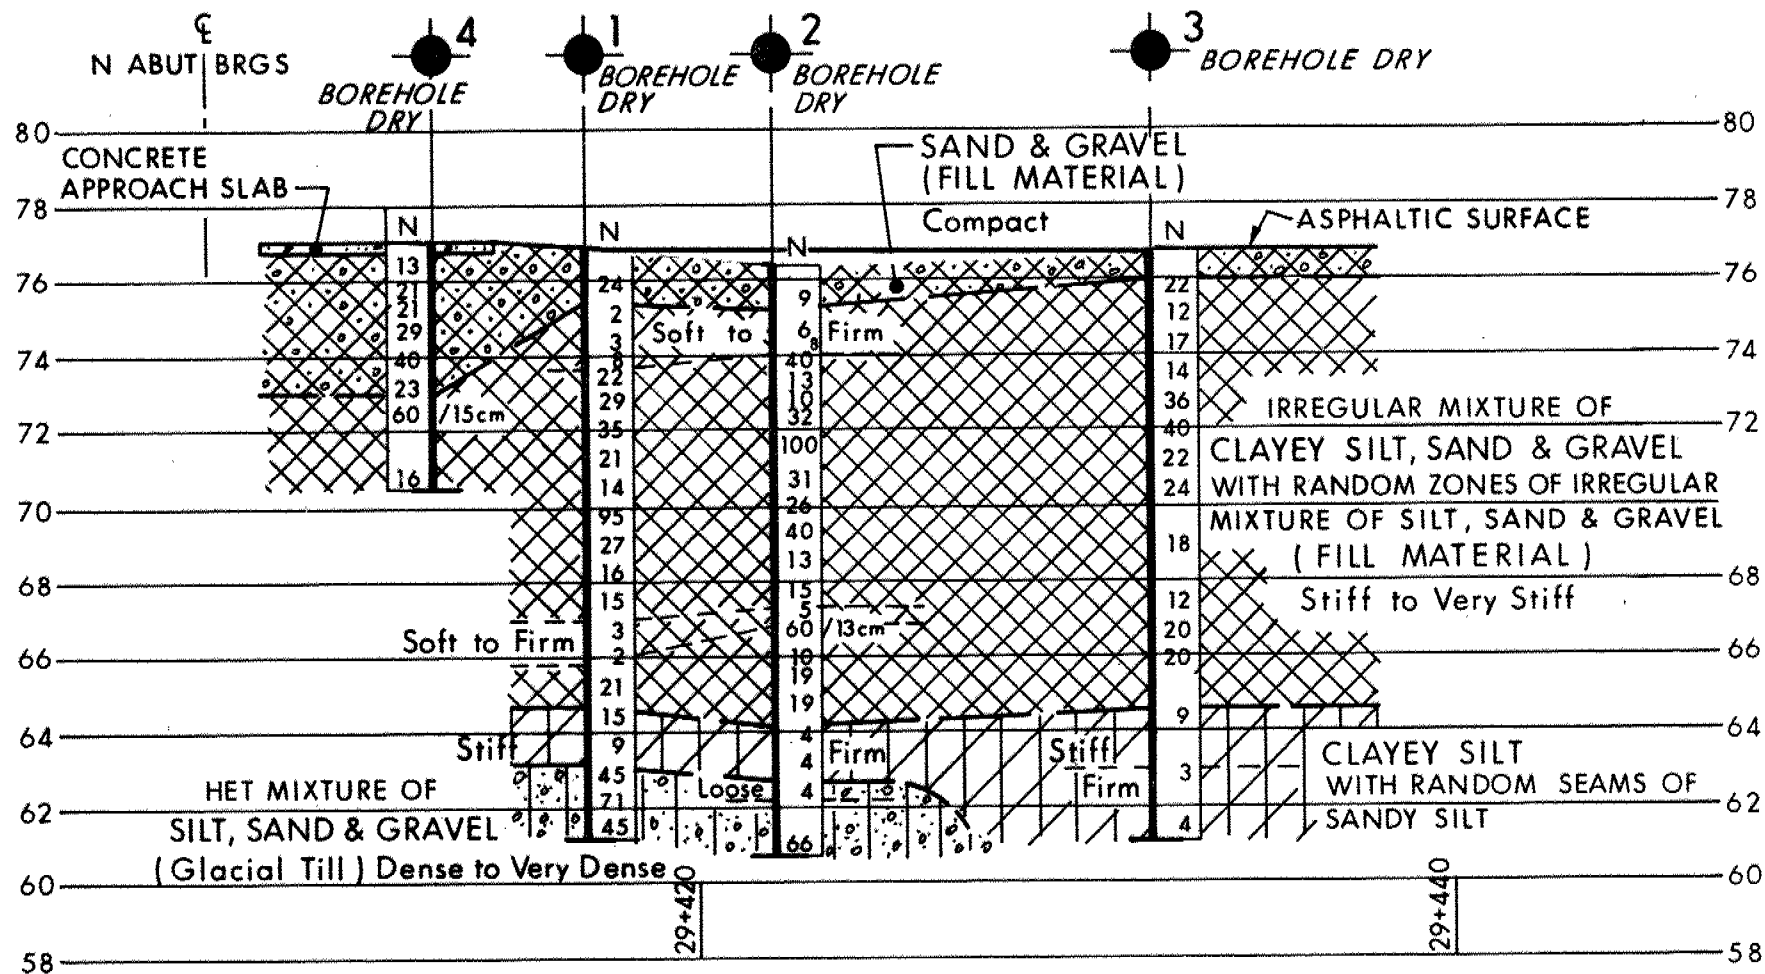 ℄
N ABUT BRGS
4
BOREHOLE
DRY
1
BOREHOLE
DRY
2
BOREHOLE
DRY
3
BOREHOLE DRY
80
80
CONCRETE
APPROACH SLAB
SAND & GRAVEL
(FILL MATERIAL)
Compact
78
78
ASPHALTIC SURFACE
N
N
N
N
76
76
74
74
72
72
70
68
68
66
66
64
64
62
62
60
60
58
58
13
21
21
29
40
23
60 /15cm
16
24
2
3
8
22
29
35
21
14
95
27
16
15
3
2
21
15
9
45
71
45
9
6
8
40
13
10
32
100
31
26
40
13
15
5
60 /13cm
10
19
19
4
4
4
66
22
12
17
14
36
40
22
24
18
12
20
20
9
3
4
Soft to Firm
IRREGULAR MIXTURE OF
CLAYEY SILT, SAND & GRAVEL
WITH RANDOM ZONES OF IRREGULAR
MIXTURE OF SILT, SAND & GRAVEL
(FILL MATERIAL)
Stiff to Very Stiff
Soft to Firm
Stiff
Firm
Stiff
Firm
Loose
CLAYEY SILT
WITH RANDOM SEAMS OF
SANDY SILT
HET MIXTURE OF
SILT, SAND & GRAVEL
(Glacial Till) Dense to Very Dense
29+420
29+440